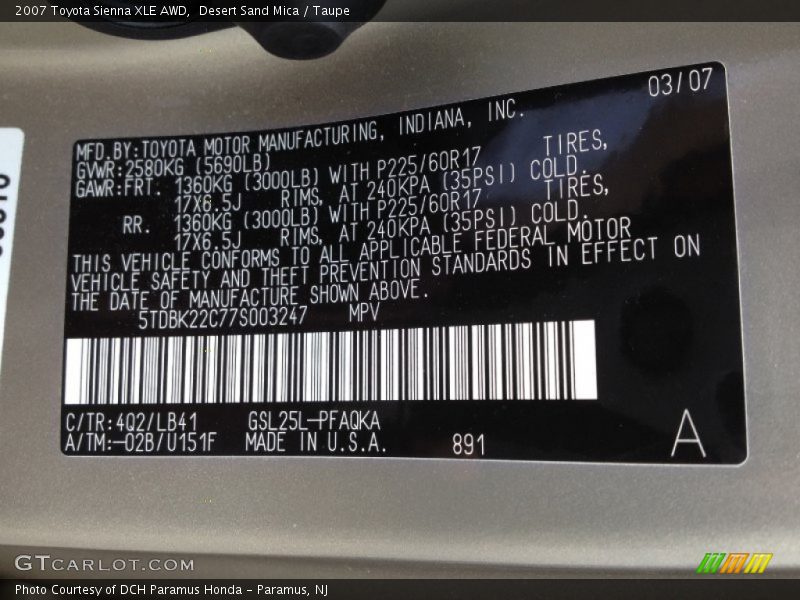 2007 Toyota Sienna XLE AWD,  Desert Sand Mica / Taupe
03/07
MFD.BY:TOYOTA MOTOR MANUFACTURING, INDIANA, INC.
GVWR:2580KG (5690LB)
GAWR:FRT. 1360KG (3000LB) WITH P225/60R17 TIRES,
17X6.5J RIMS, AT 240KPA (35PSI) COLD.
RR. 1360KG (3000LB) WITH P225/60R17 TIRES,
17X6.5J RIMS, AT 240KPA (35PSI) COLD.
THIS VEHICLE CONFORMS TO ALL APPLICABLE FEDERAL MOTOR
VEHICLE SAFETY AND THEFT PREVENTION STANDARDS IN EFFECT ON
THE DATE OF MANUFACTURE SHOWN ABOVE.
5TDBK22C77S003247 MPV
C/TR:4Q2/LB41 GSL25L-PFAQKA
A/TM:-02B/U151F MADE IN U.S.A. 891 A
GTCARLOT.COM
Photo Courtesy of DCH Paramus Honda - Paramus, NJ